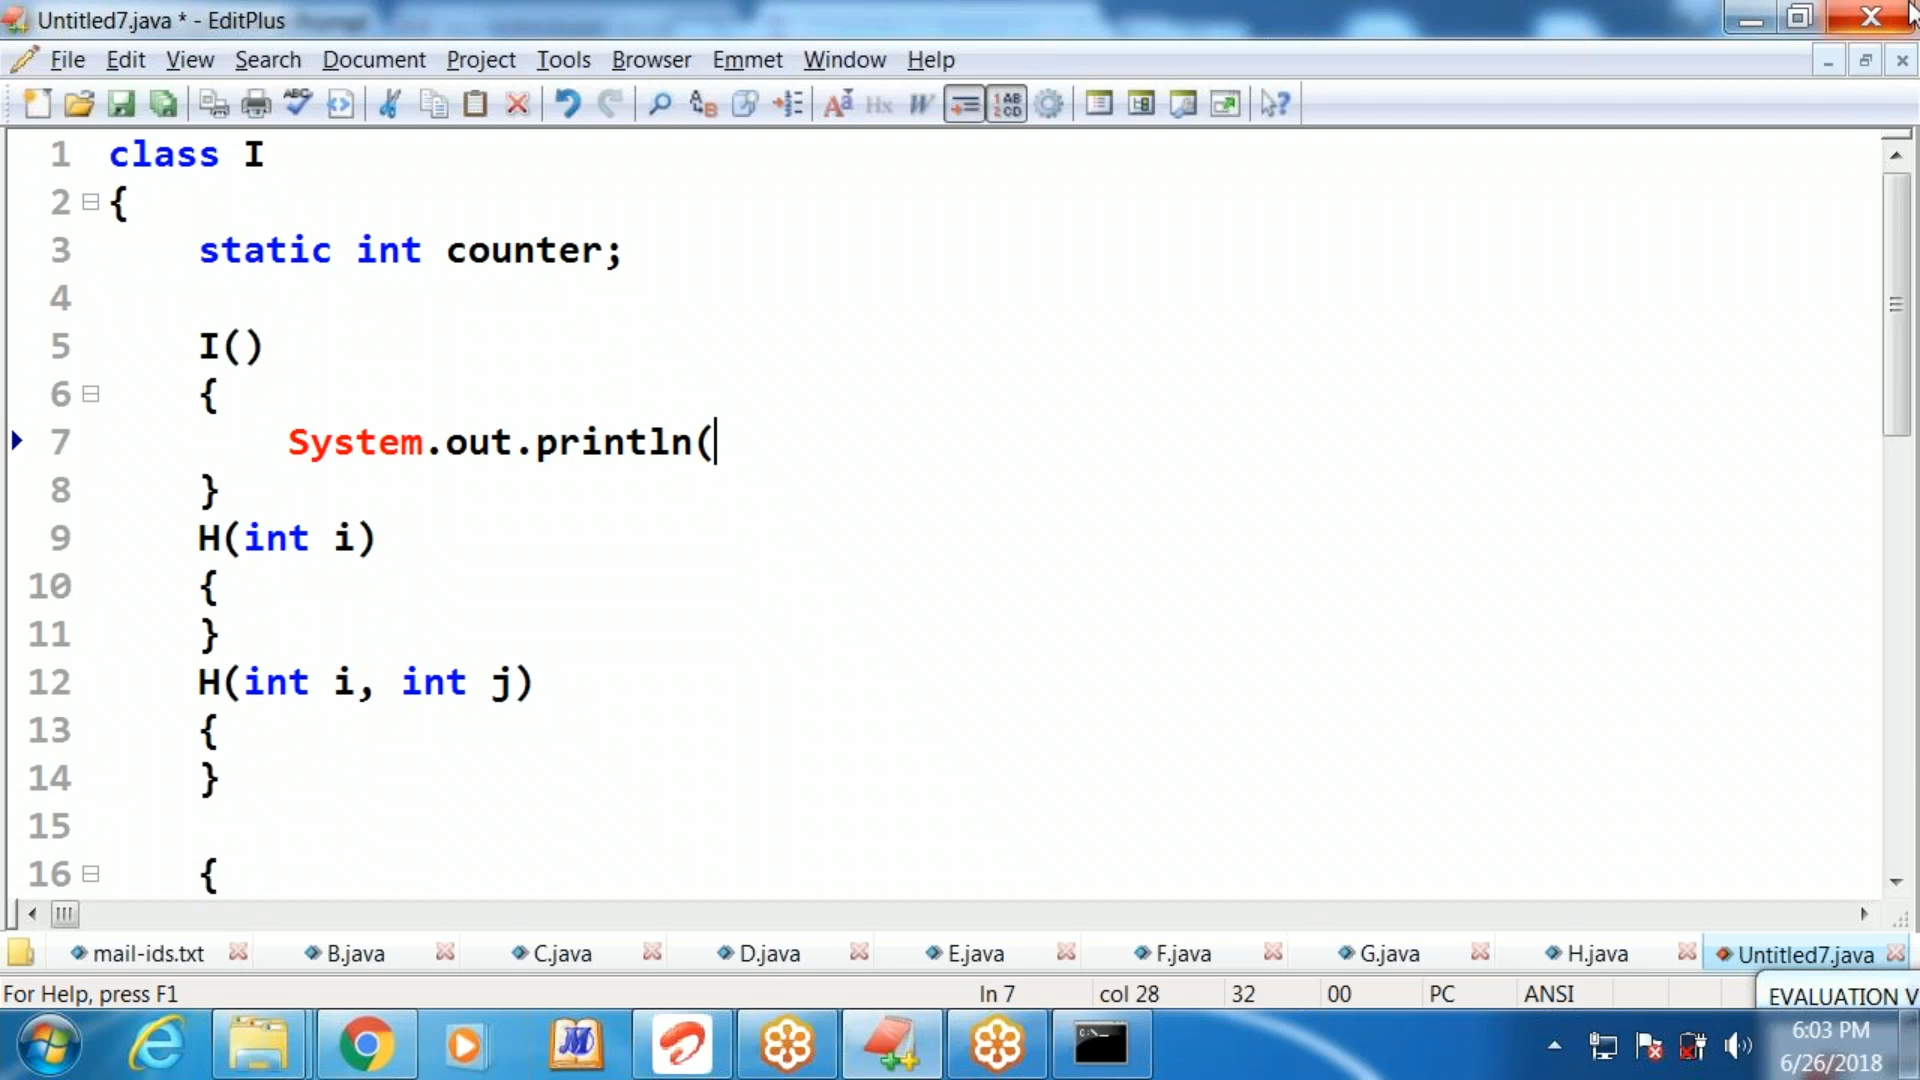 Untitled7.java * - EditPlus
File Edit View Search Document Project Tools Browser Emmet Window Help
1 class I
2 {
3 static int counter;
4
5 I()
6 {
7 System.out.println(
8 }
9 H(int i)
10 {
11 }
12 H(int i, int j)
13 {
14 }
15
16 {
mail-ids.txt B.java C.java D.java E.java F.java G.java H.java Untitled7.java
For Help, press F1 ln 7 col 28 32 00 PC ANSI EVALUATION V
6:03 PM
6/26/2018